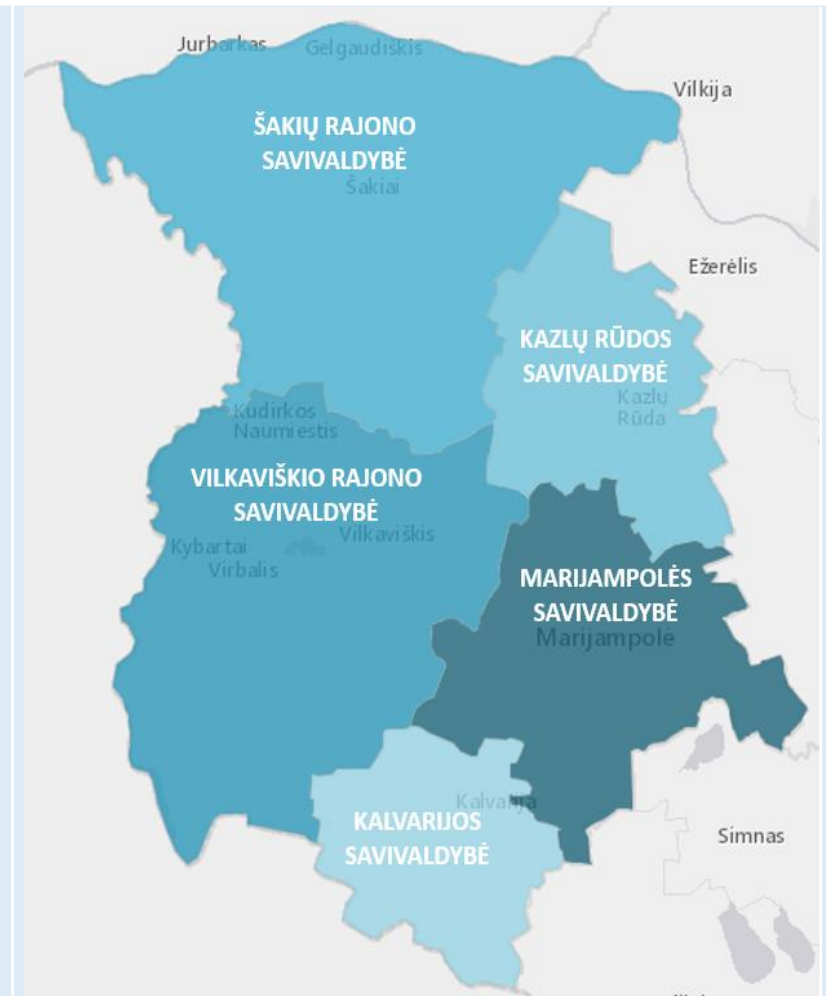 Jurbarkas
Gelgaudiškis
Vilkija
ŠAKIŲ RAJONO
SAVIVALDYBĖ
Šakiai
Ežerėlis
KAZLŲ RŪDOS
SAVIVALDYBĖ
Kazlų
Rūda
Kudirkos
Naumiestis
VILKAVIŠKIO RAJONO
SAVIVALDYBĖ
Vilkaviškis
Kybartai
Virbalis
MARIJAMPOLĖS
SAVIVALDYBĖ
Marijampolė
Kalvarija
KALVARIJOS
SAVIVALDYBĖ
Simnas